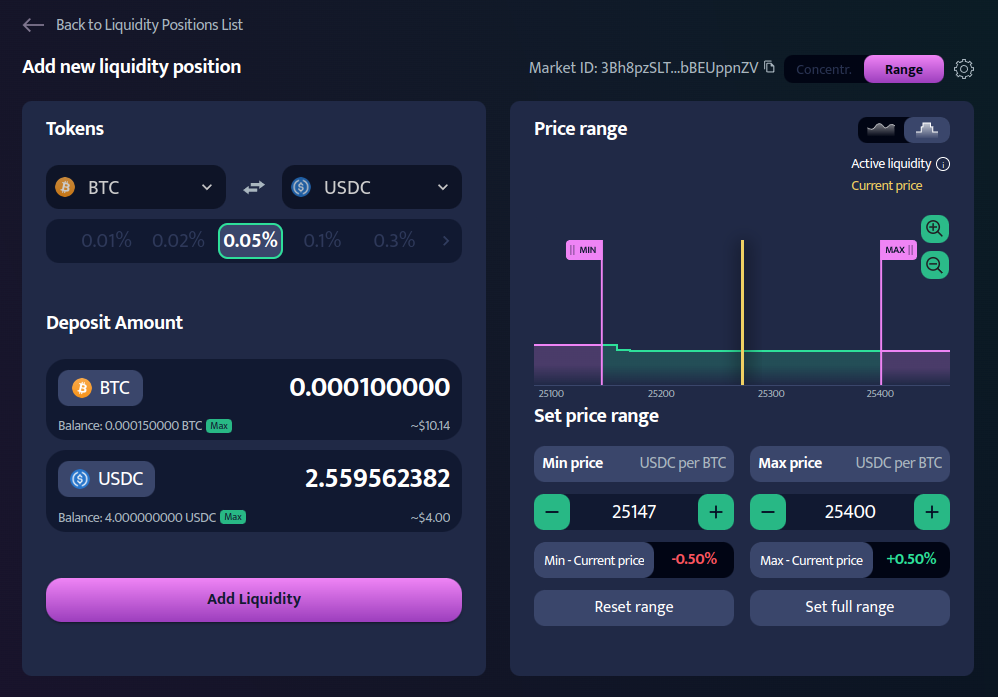 Back to Liquidity Positions List
Add new liquidity position
Market ID: 3Bh8pzSLT...bBEUppnZV
Concentr.
Range
Tokens
BTC
USDC
0.01%
0.02%
0.05%
0.1%
0.3%
Deposit Amount
BTC
0.000100000
Balance: 0.000150000 BTC Max
~$10.14
USDC
2.559562382
Balance: 4.000000000 USDC Max
~$4.00
Add Liquidity
Price range
Active liquidity
Current price
MIN
MAX
25100
25200
25300
25400
Set price range
Min price
USDC per BTC
Max price
USDC per BTC
25147
25400
Min - Current price
-0.50%
Max - Current price
+0.50%
Reset range
Set full range